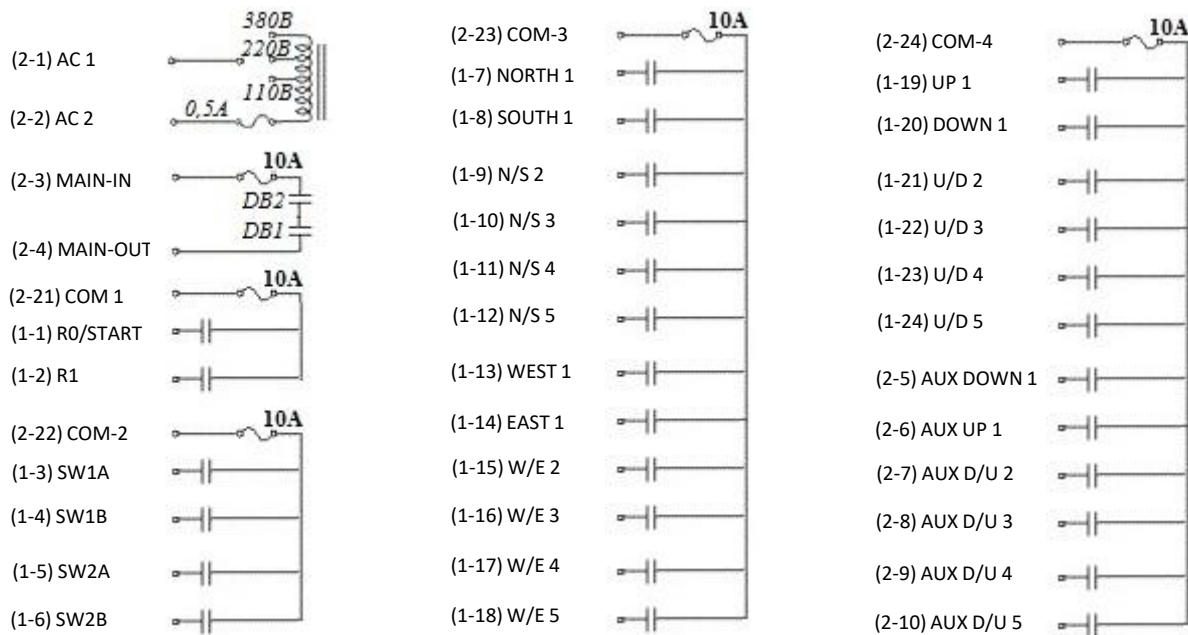 380В
(2-1) AC 1
220В
110В
(2-2) AC 2
0,5A
(2-3) MAIN-IN
10A
DB2
DB1
(2-4) MAIN-OUT
(2-21) COM 1
10A
(1-1) R0/START
(1-2) R1
(2-22) COM-2
10A
(1-3) SW1A
(1-4) SW1B
(1-5) SW2A
(1-6) SW2B
(2-23) COM-3
10A
(1-7) NORTH 1
(1-8) SOUTH 1
(1-9) N/S 2
(1-10) N/S 3
(1-11) N/S 4
(1-12) N/S 5
(1-13) WEST 1
(1-14) EAST 1
(1-15) W/E 2
(1-16) W/E 3
(1-17) W/E 4
(1-18) W/E 5
(2-24) COM-4
10A
(1-19) UP 1
(1-20) DOWN 1
(1-21) U/D 2
(1-22) U/D 3
(1-23) U/D 4
(1-24) U/D 5
(2-5) AUX DOWN 1
(2-6) AUX UP 1
(2-7) AUX D/U 2
(2-8) AUX D/U 3
(2-9) AUX D/U 4
(2-10) AUX D/U 5